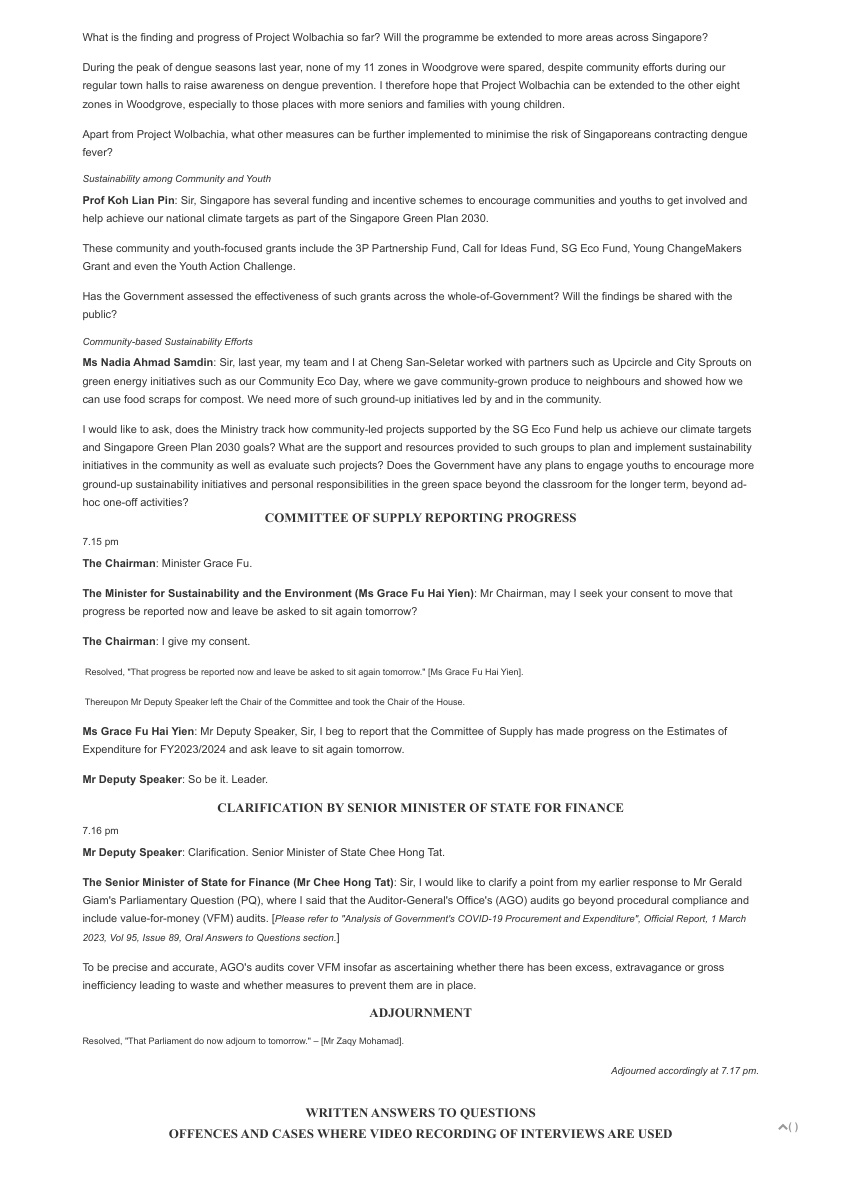 What is the finding and progress of Project Wolbachia so far? Will the programme be extended to more areas across Singapore?
During the peak of dengue seasons last year, none of my 11 zones in Woodgrove were spared, despite community efforts during our
regular town halls to raise awareness on dengue prevention. I therefore hope that Project Wolbachia can be extended to the other eight
zones in Woodgrove, especially to those places with more seniors and families with young children.
Apart from Project Wolbachia, what other measures can be further implemented to minimise the risk of Singaporeans contracting dengue
fever?
Sustainability among Community and Youth
Prof Koh Lian Pin: Sir, Singapore has several funding and incentive schemes to encourage communities and youths to get involved and
help achieve our national climate targets as part of the Singapore Green Plan 2030.
These community and youth-focused grants include the 3P Partnership Fund, Call for Ideas Fund, SG Eco Fund, Young ChangeMakers
Grant and even the Youth Action Challenge.
Has the Government assessed the effectiveness of such grants across the whole-of-Government? Will the findings be shared with the
public?
Community-based Sustainability Efforts
Ms Nadia Ahmad Samdin: Sir, last year, my team and I at Cheng San-Seletar worked with partners such as Upcircle and City Sprouts on
green energy initiatives such as our Community Eco Day, where we gave community-grown produce to neighbours and showed how we
can use food scraps for compost. We need more of such ground-up initiatives led by and in the community.
I would like to ask, does the Ministry track how community-led projects supported by the SG Eco Fund help us achieve our climate targets
and Singapore Green Plan 2030 goals? What are the support and resources provided to such groups to plan and implement sustainability
initiatives in the community as well as evaluate such projects? Does the Government have any plans to engage youths to encourage more
ground-up sustainability initiatives and personal responsibilities in the green space beyond the classroom for the longer term, beyond ad-
hoc one-off activities?
COMMITTEE OF SUPPLY REPORTING PROGRESS
7.15 pm
The Chairman: Minister Grace Fu.
The Minister for Sustainability and the Environment (Ms Grace Fu Hai Yien): Mr Chairman, may I seek your consent to move that
progress be reported now and leave be asked to sit again tomorrow?
The Chairman: I give my consent.
Resolved, "That progress be reported now and leave be asked to sit again tomorrow." [Ms Grace Fu Hai Yien].
Thereupon Mr Deputy Speaker left the Chair of the Committee and took the Chair of the House.
Ms Grace Fu Hai Yien: Mr Deputy Speaker, Sir, I beg to report that the Committee of Supply has made progress on the Estimates of
Expenditure for FY2023/2024 and ask leave to sit again tomorrow.
Mr Deputy Speaker: So be it. Leader.
CLARIFICATION BY SENIOR MINISTER OF STATE FOR FINANCE
7.16 pm
Mr Deputy Speaker: Clarification. Senior Minister of State Chee Hong Tat.
The Senior Minister of State for Finance (Mr Chee Hong Tat): Sir, I would like to clarify a point from my earlier response to Mr Gerald
Giam's Parliamentary Question (PQ), where I said that the Auditor-General's Office's (AGO) audits go beyond procedural compliance and
include value-for-money (VFM) audits. [Please refer to "Analysis of Government's COVID-19 Procurement and Expenditure", Official Report, 1 March
2023, Vol 95, Issue 89, Oral Answers to Questions section.]
To be precise and accurate, AGO's audits cover VFM insofar as ascertaining whether there has been excess, extravagance or gross
inefficiency leading to waste and whether measures to prevent them are in place.
ADJOURNMENT
Resolved, "That Parliament do now adjourn to tomorrow." – [Mr Zaqy Mohamad].
Adjourned accordingly at 7.17 pm.
WRITTEN ANSWERS TO QUESTIONS
OFFENCES AND CASES WHERE VIDEO RECORDING OF INTERVIEWS ARE USED
( )